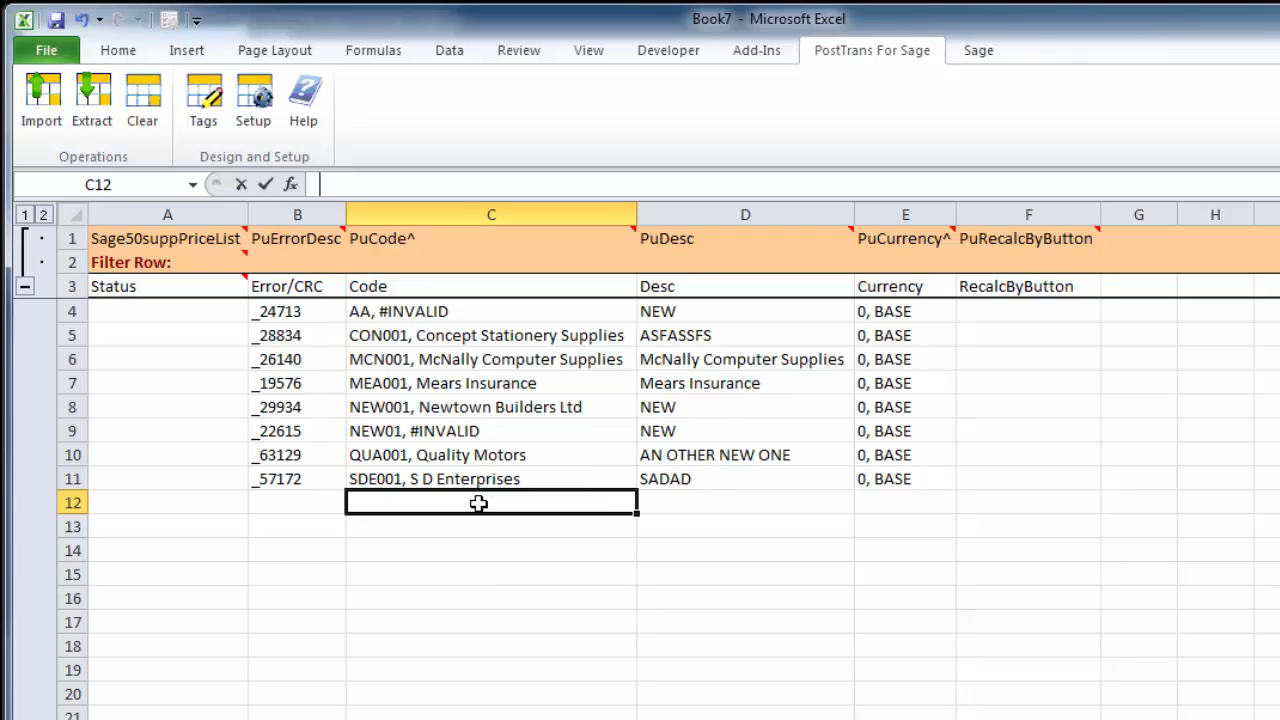 Book7 - Microsoft Excel
File Home Insert Page Layout Formulas Data Review View Developer Add-Ins PostTrans For Sage Sage
Import Extract Clear Tags Setup Help
Operations Design and Setup
C12 fx
1 2 A B C D E F G H
1 Sage50suppPriceList PuErrorDesc PuCode^ PuDesc PuCurrency^ PuRecalcByButton
2 Filter Row:
3 Status Error/CRC Code Desc Currency RecalcByButton
4 _24713 AA, #INVALID NEW 0, BASE
5 _28834 CON001, Concept Stationery Supplies ASFASSFS 0, BASE
6 _26140 MCN001, McNally Computer Supplies McNally Computer Supplies 0, BASE
7 _19576 MEA001, Mears Insurance Mears Insurance 0, BASE
8 _29934 NEW001, Newtown Builders Ltd NEW 0, BASE
9 _22615 NEW01, #INVALID NEW 0, BASE
10 _63129 QUA001, Quality Motors AN OTHER NEW ONE 0, BASE
11 _57172 SDE001, S D Enterprises SADAD 0, BASE
12
13
14
15
16
17
18
19
20
21